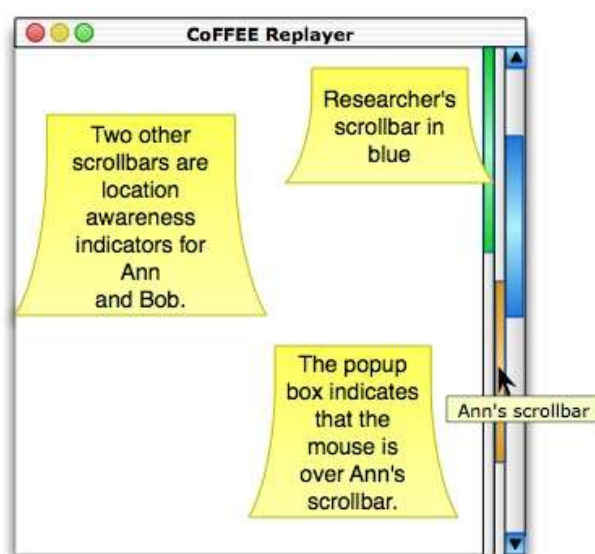 CoFFEE Replayer
Researcher's
scrollbar in
blue
Two other
scrollbars are
location
awareness
indicators for
Ann
and Bob.
The popup
box indicates
that the
mouse is
over Ann's
scrollbar.
Ann's scrollbar